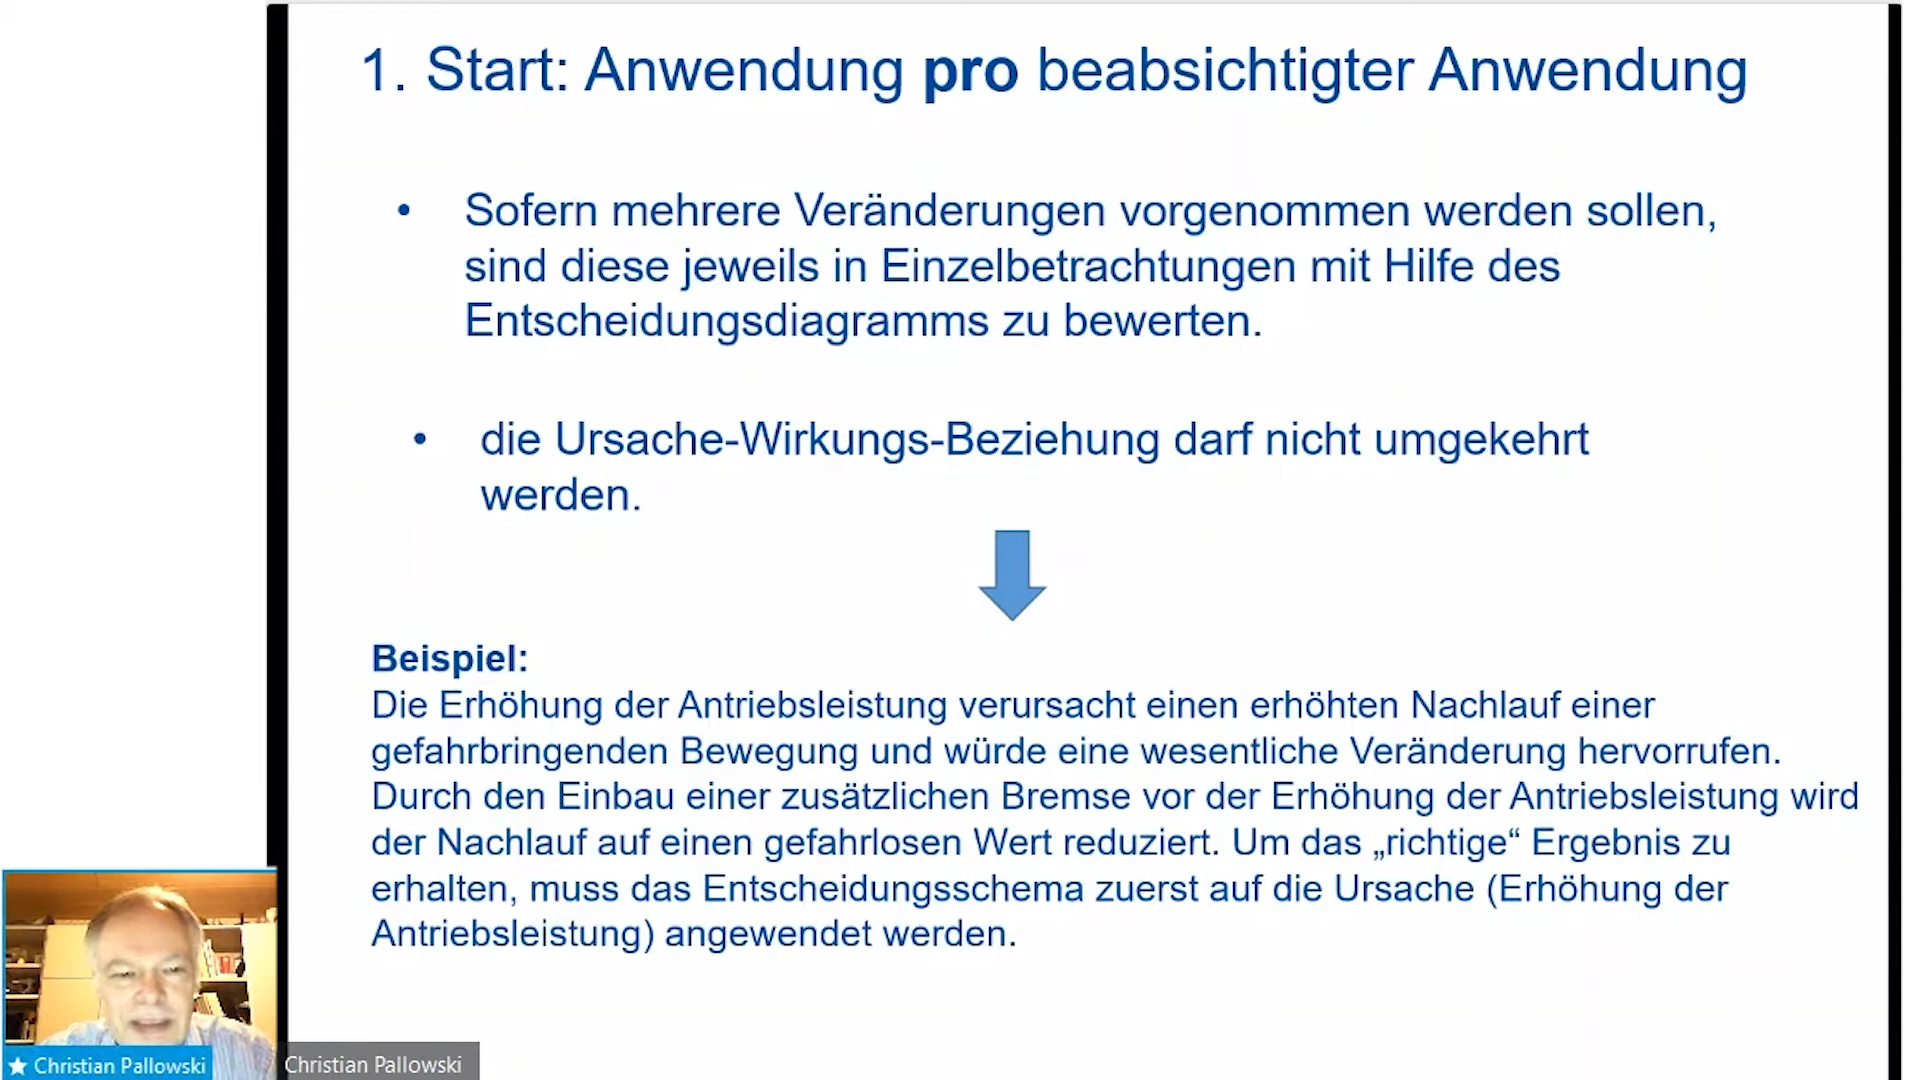 1. Start: Anwendung pro beabsichtigter Anwendung
• Sofern mehrere Veränderungen vorgenommen werden sollen,
sind diese jeweils in Einzelbetrachtungen mit Hilfe des
Entscheidungsdiagramms zu bewerten.
• die Ursache-Wirkungs-Beziehung darf nicht umgekehrt
werden.
Beispiel:
Die Erhöhung der Antriebsleistung verursacht einen erhöhten Nachlauf einer
gefahrbringenden Bewegung und würde eine wesentliche Veränderung hervorrufen.
Durch den Einbau einer zusätzlichen Bremse vor der Erhöhung der Antriebsleistung wird
der Nachlauf auf einen gefahrlosen Wert reduziert. Um das „richtige“ Ergebnis zu
erhalten, muss das Entscheidungsschema zuerst auf die Ursache (Erhöhung der
Antriebsleistung) angewendet werden.
Christian Pallowski
Christian Pallowski